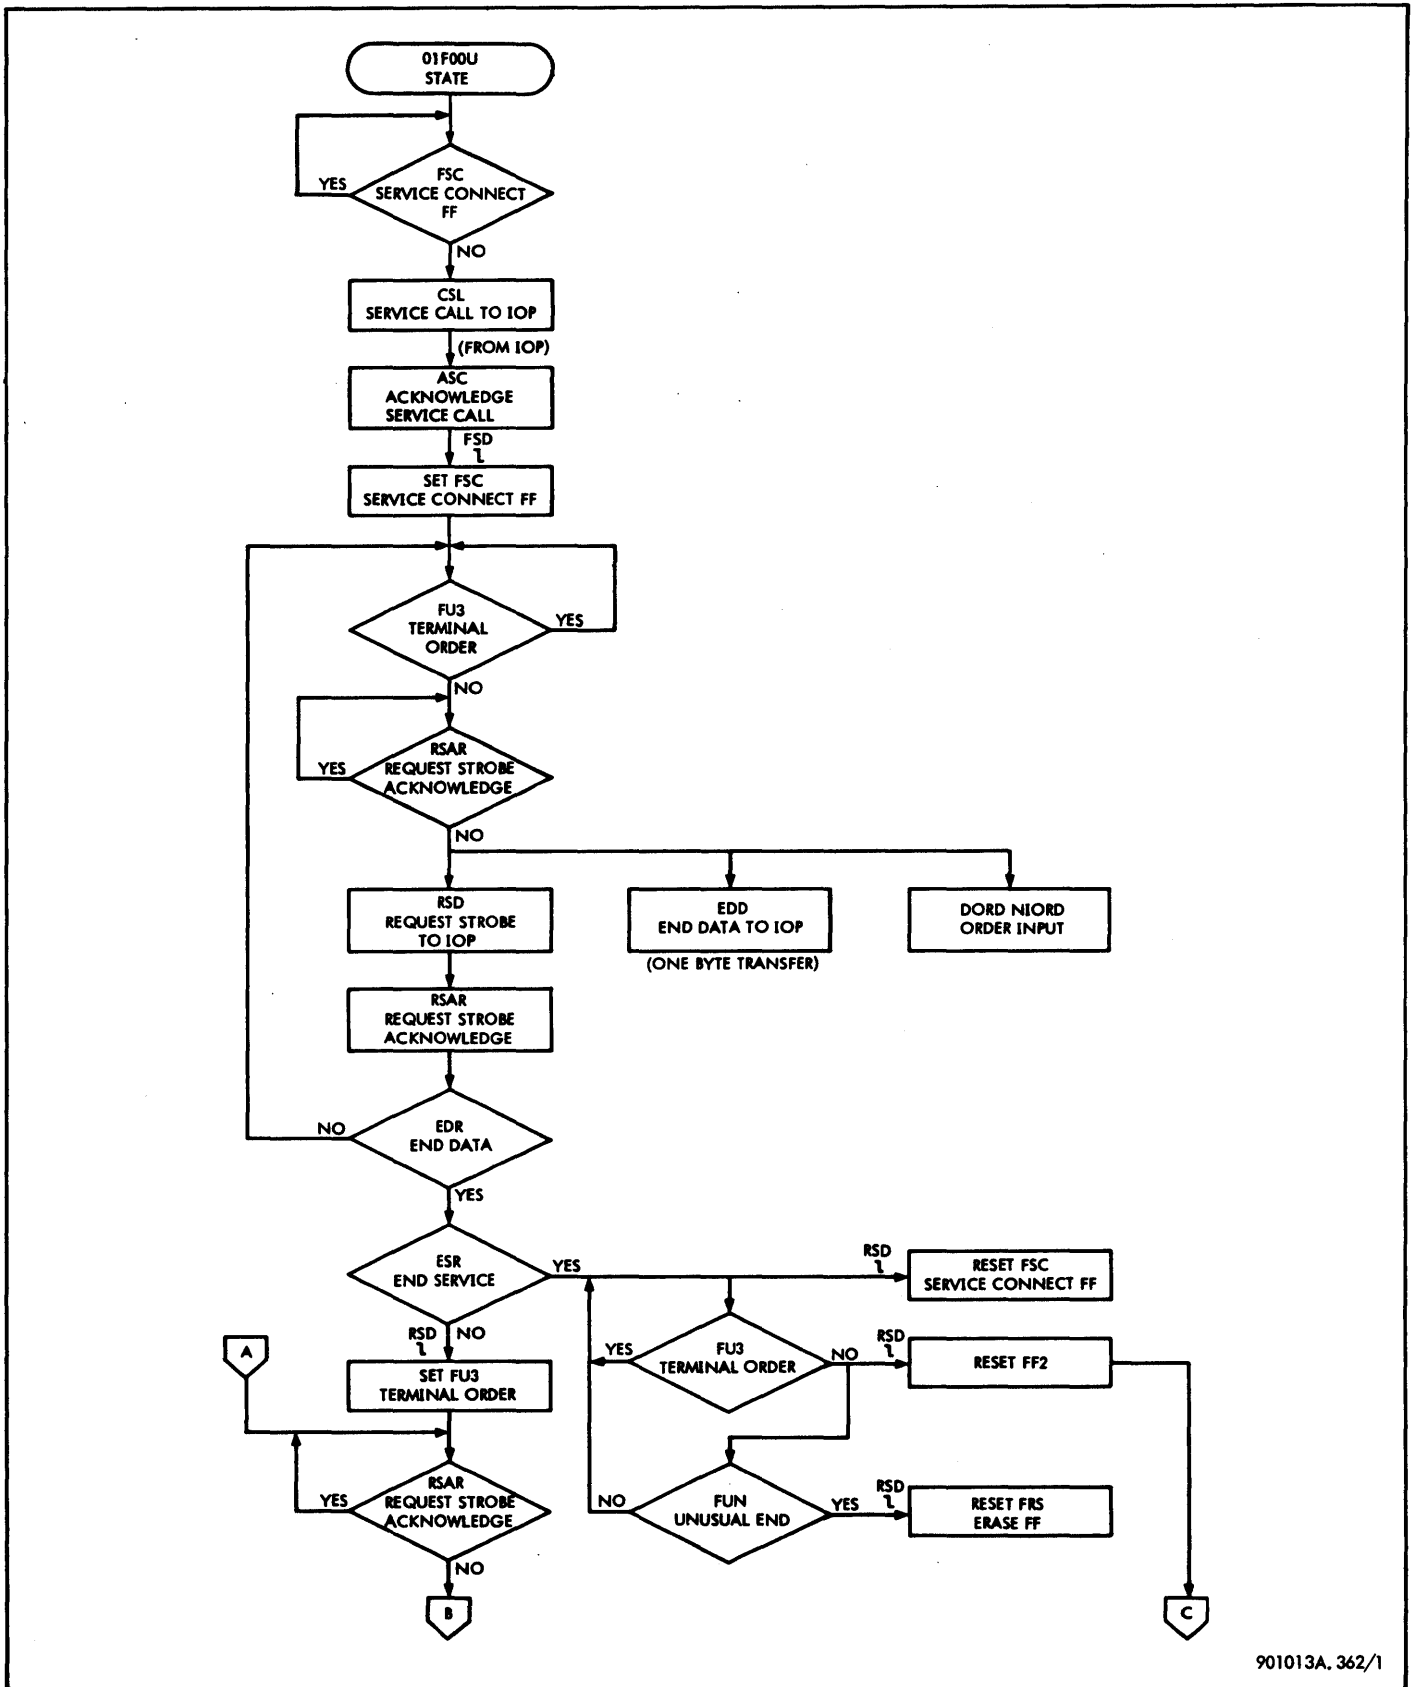 01F00U
STATE
FSC
SERVICE CONNECT
FF
YES
NO
CSL
SERVICE CALL TO IOP
(FROM IOP)
ASC
ACKNOWLEDGE
SERVICE CALL
FSD
SET FSC
SERVICE CONNECT FF
FU3
TERMINAL
ORDER
YES
NO
RSAR
REQUEST STROBE
ACKNOWLEDGE
YES
NO
RSD
REQUEST STROBE
TO IOP
EDD
END DATA TO IOP
(ONE BYTE TRANSFER)
DORD NIORD
ORDER INPUT
RSAR
REQUEST STROBE
ACKNOWLEDGE
EDR
END DATA
NO
YES
ESR
END SERVICE
YES
RSD
RESET FSC
SERVICE CONNECT FF
RSD
NO
A
SET FU3
TERMINAL ORDER
YES
FU3
TERMINAL ORDER
NO
RSD
RESET FF2
RSAR
REQUEST STROBE
ACKNOWLEDGE
YES
NO
NO
FUN
UNUSUAL END
YES
RSD
RESET FRS
ERASE FF
B
C
901013A. 362/1